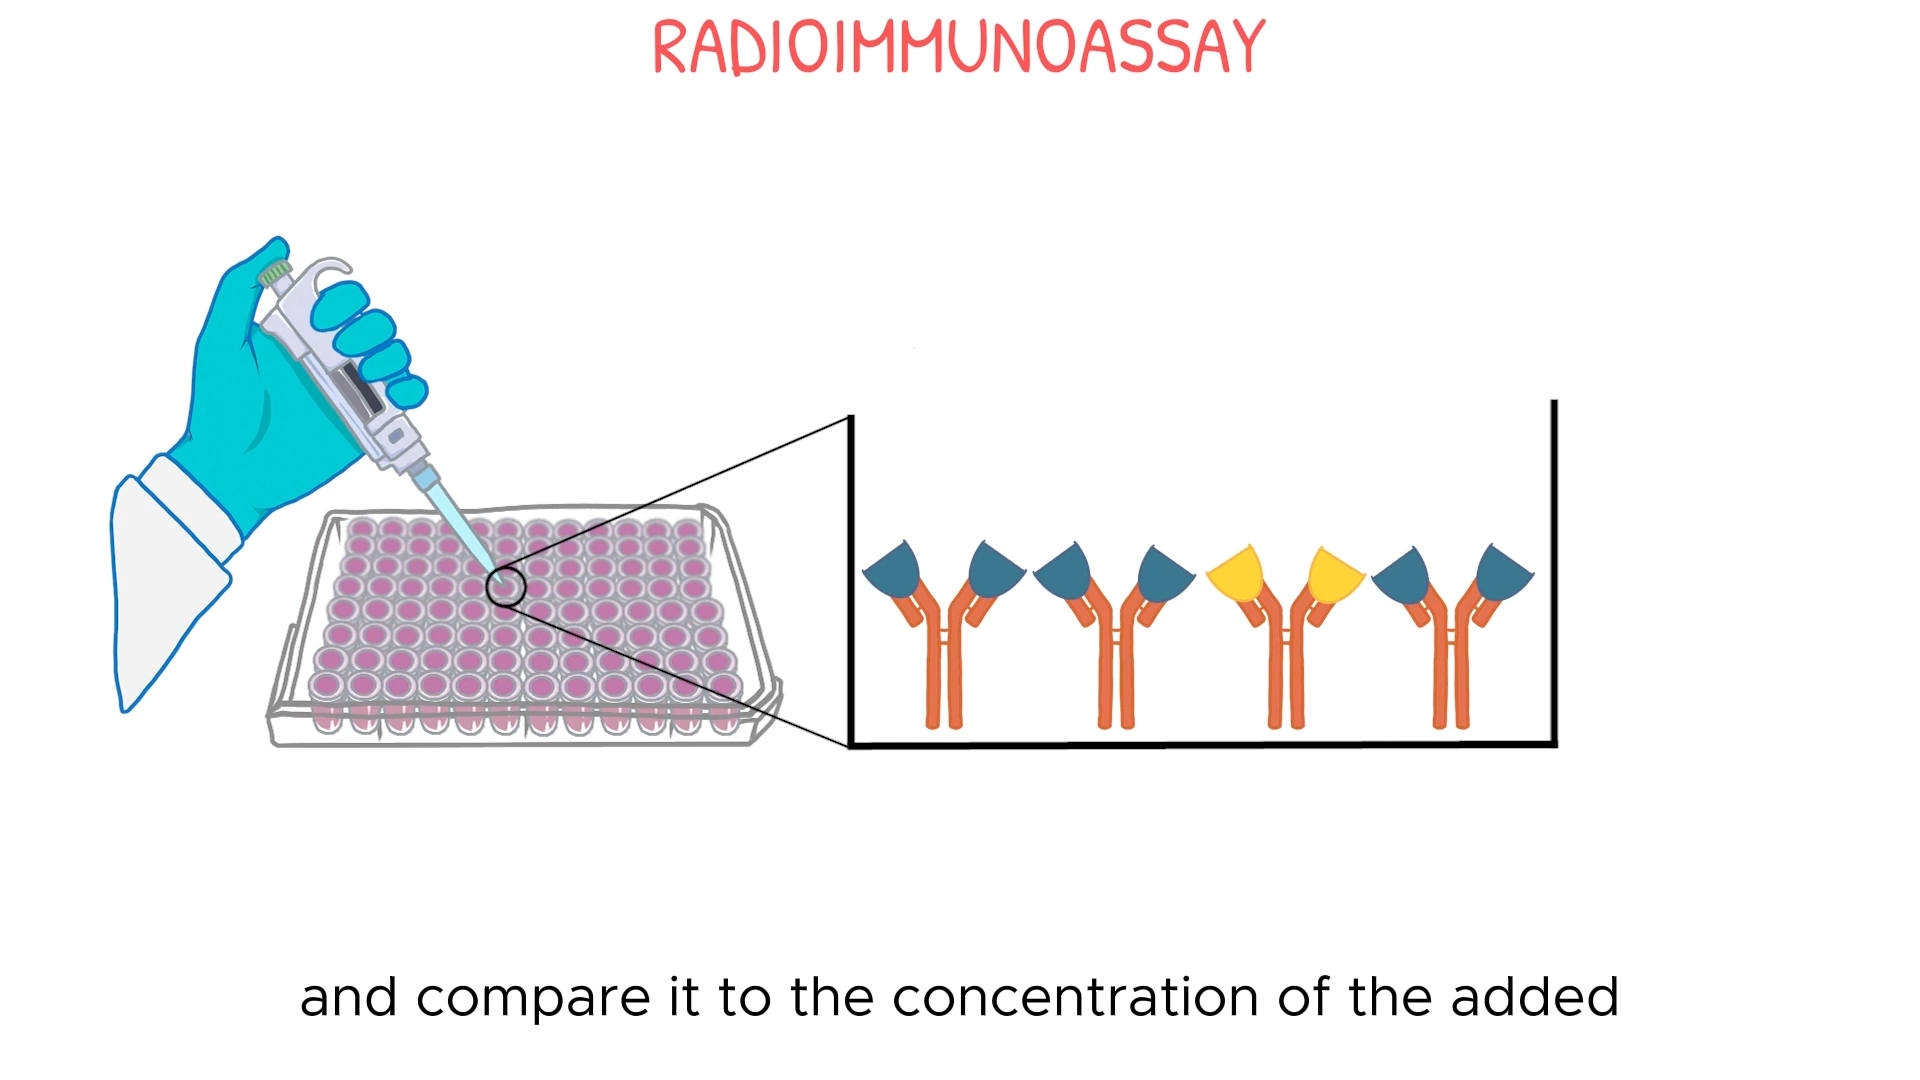 RADIOIMMUNOASSAY
and compare it to the concentration of the added